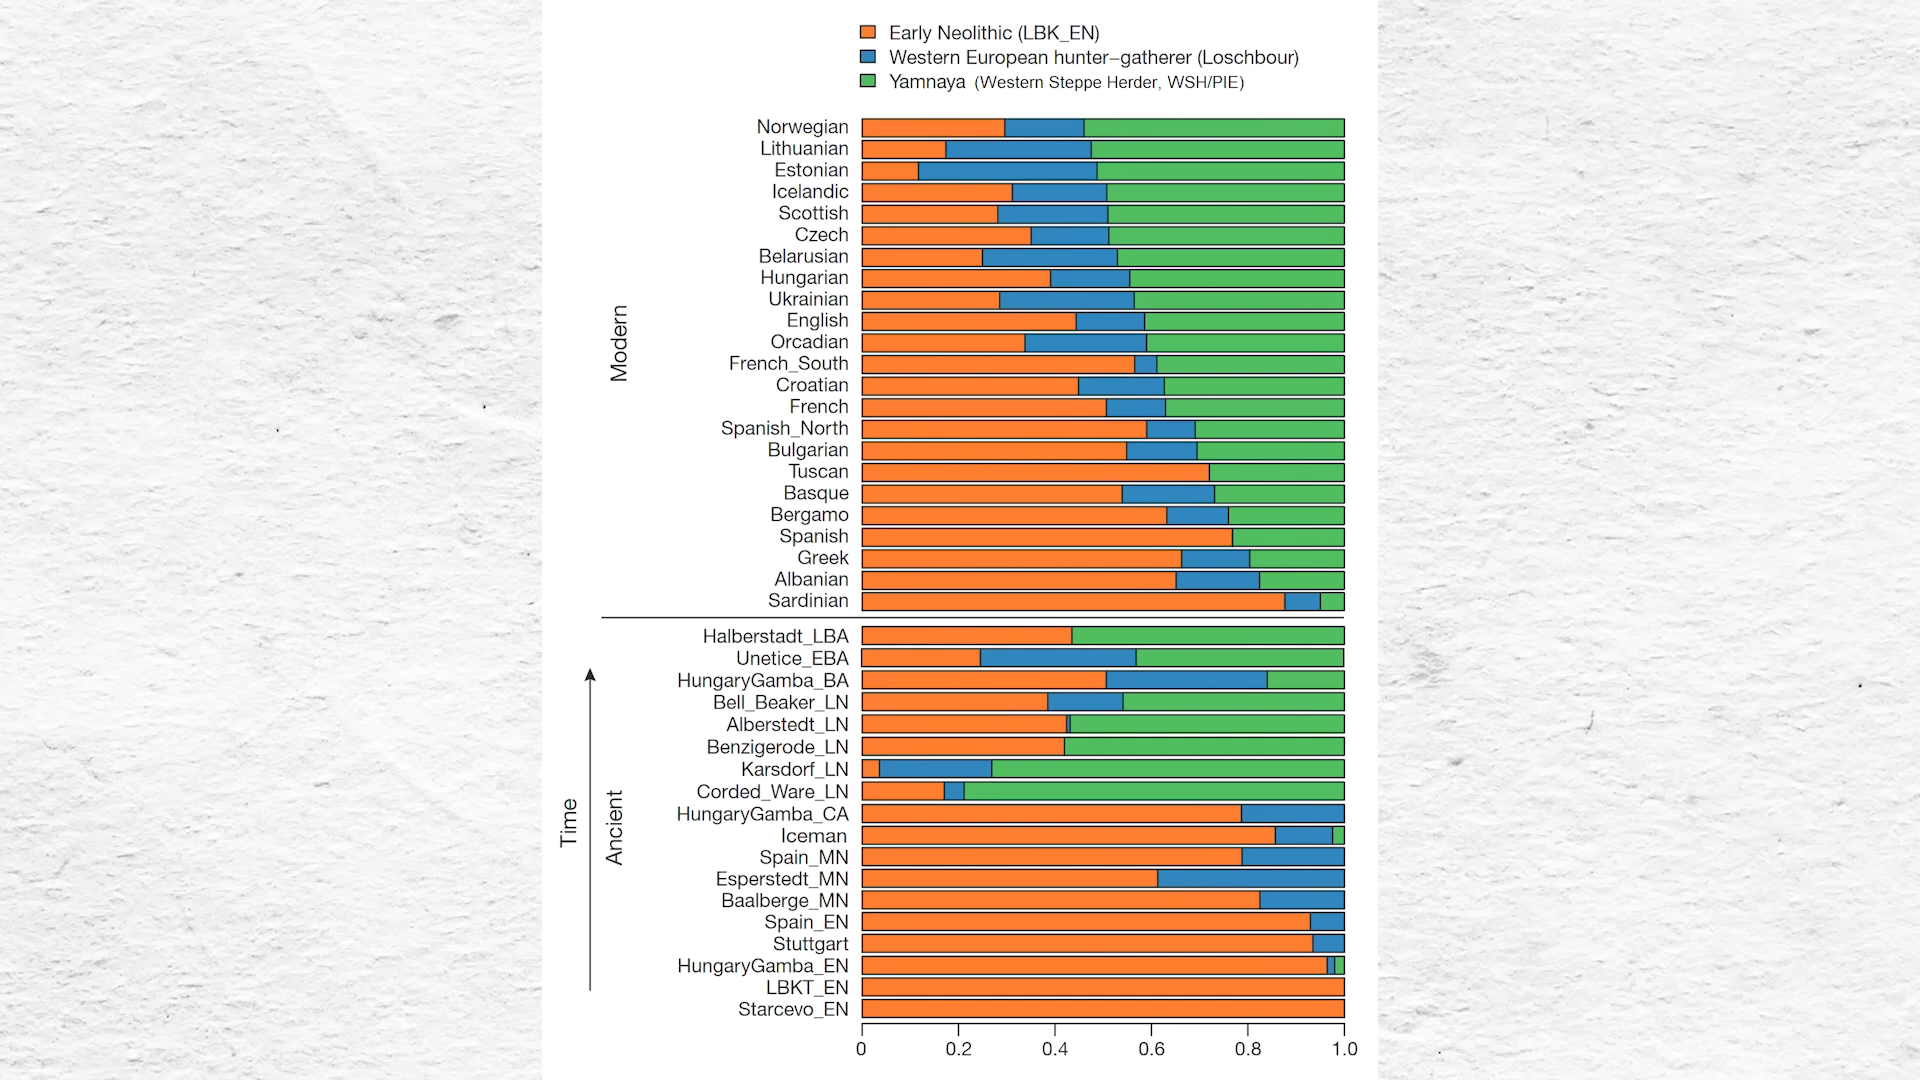 Early Neolithic (LBK_EN)
Western European hunter–gatherer (Loschbour)
Yamnaya (Western Steppe Herder, WSH/PIE)
Modern
Norwegian
Lithuanian
Estonian
Icelandic
Scottish
Czech
Belarusian
Hungarian
Ukrainian
English
Orcadian
French_South
Croatian
French
Spanish_North
Bulgarian
Tuscan
Basque
Bergamo
Spanish
Greek
Albanian
Sardinian
Time
Ancient
Halberstadt_LBA
Unetice_EBA
HungaryGamba_BA
Bell_Beaker_LN
Alberstedt_LN
Benzigerode_LN
Karsdorf_LN
Corded_Ware_LN
HungaryGamba_CA
Iceman
Spain_MN
Esperstedt_MN
Baalberge_MN
Spain_EN
Stuttgart
HungaryGamba_EN
LBKT_EN
Starcevo_EN
0 0.2 0.4 0.6 0.8 1.0